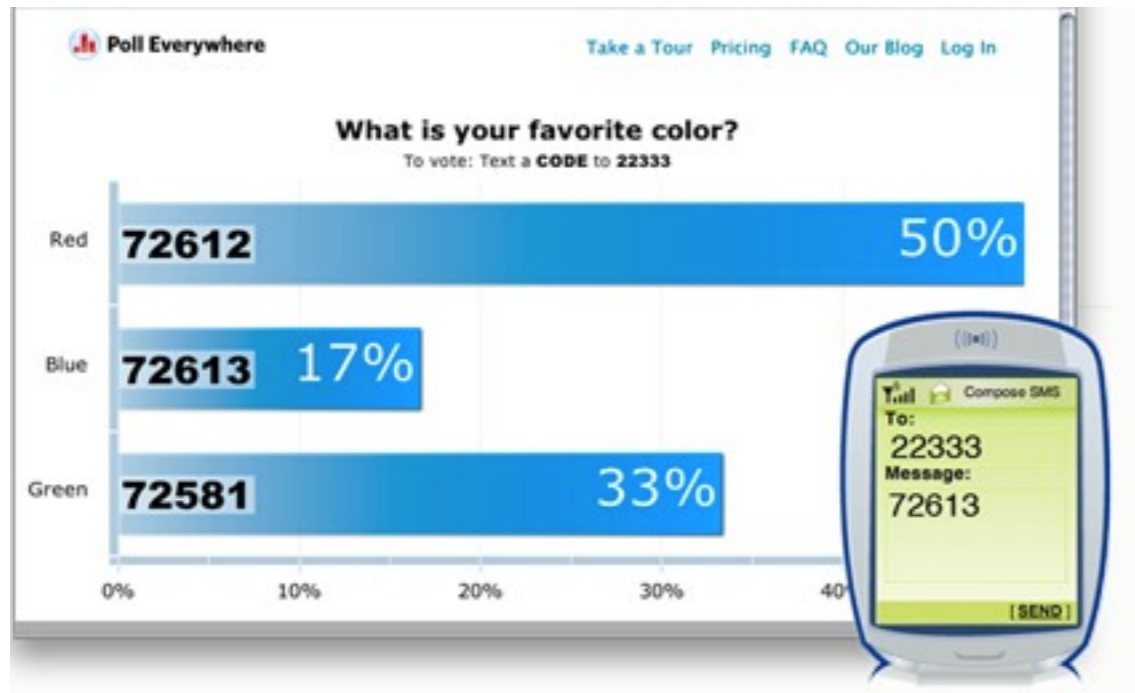 Poll Everywhere
Take a Tour Pricing FAQ Our Blog Log In
What is your favorite color?
To vote: Text a CODE to 22333
Red 72612 50%
Blue 72613 17%
Green 72581 33%
0% 10% 20% 30% 40
Compose SMS
To:
22333
Message:
72613
[SEND]